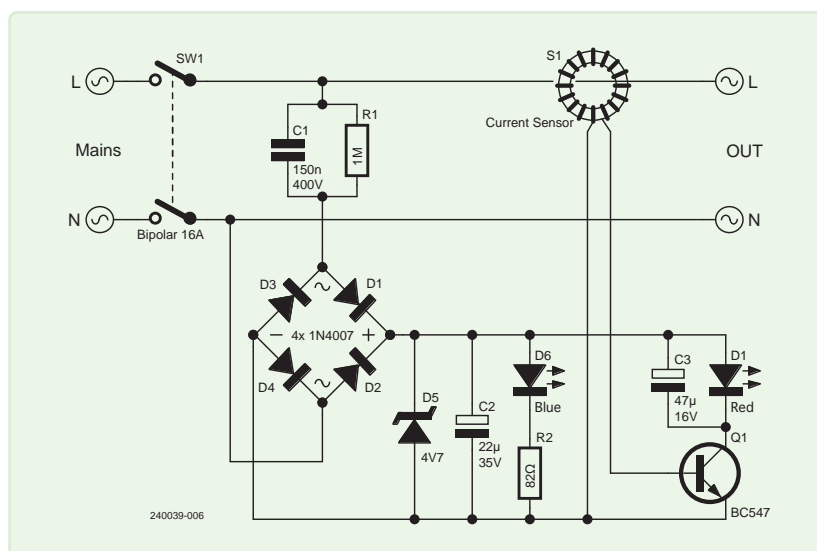 SW1
S1
L
L
R1
C1
1M
150n
400V
Current Sensor
Mains
OUT
N
N
Bipolar 16A
D3
D1
− 4x 1N4007 +
D4
D2
D5
4V7
C2
22µ
35V
D6
Blue
R2
82Ω
C3
47µ
16V
D1
Red
Q1
BC547
240039-006